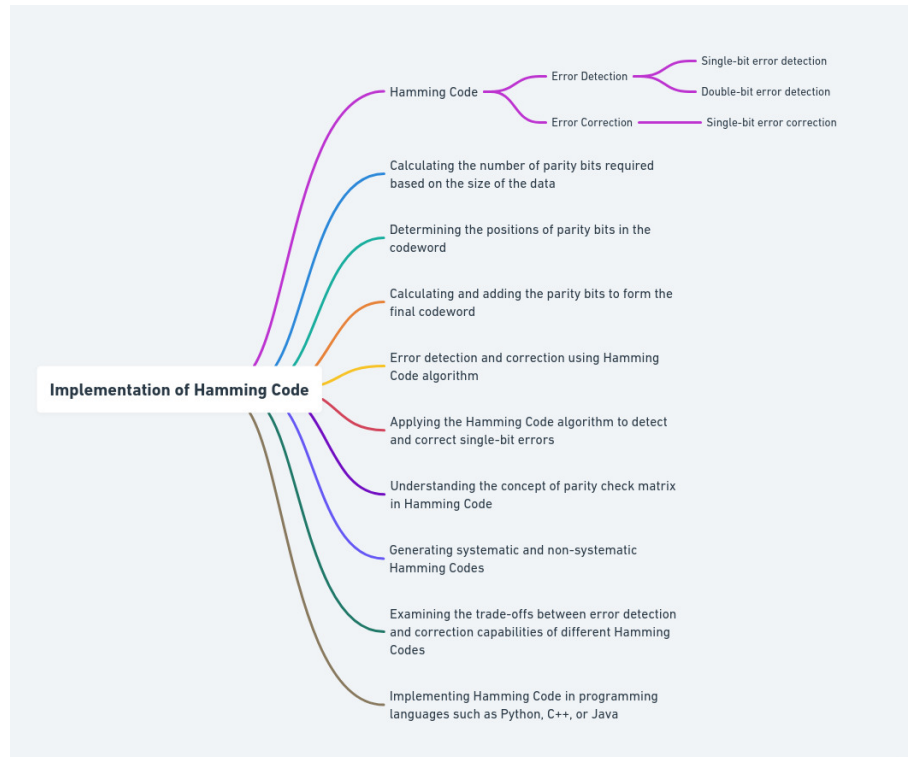 Single-bit error detection
Hamming Code
Error Detection
Double-bit error detection
Error Correction
Single-bit error correction
Calculating the number of parity bits required
based on the size of the data
Determining the positions of parity bits in the
codeword
Calculating and adding the parity bits to form the
final codeword
Error detection and correction using Hamming
Code algorithm
Implementation of Hamming Code
Applying the Hamming Code algorithm to detect
and correct single-bit errors
Understanding the concept of parity check matrix
in Hamming Code
Generating systematic and non-systematic
Hamming Codes
Examining the trade-offs between error detection
and correction capabilities of different Hamming
Codes
Implementing Hamming Code in programming
languages such as Python, C++, or Java